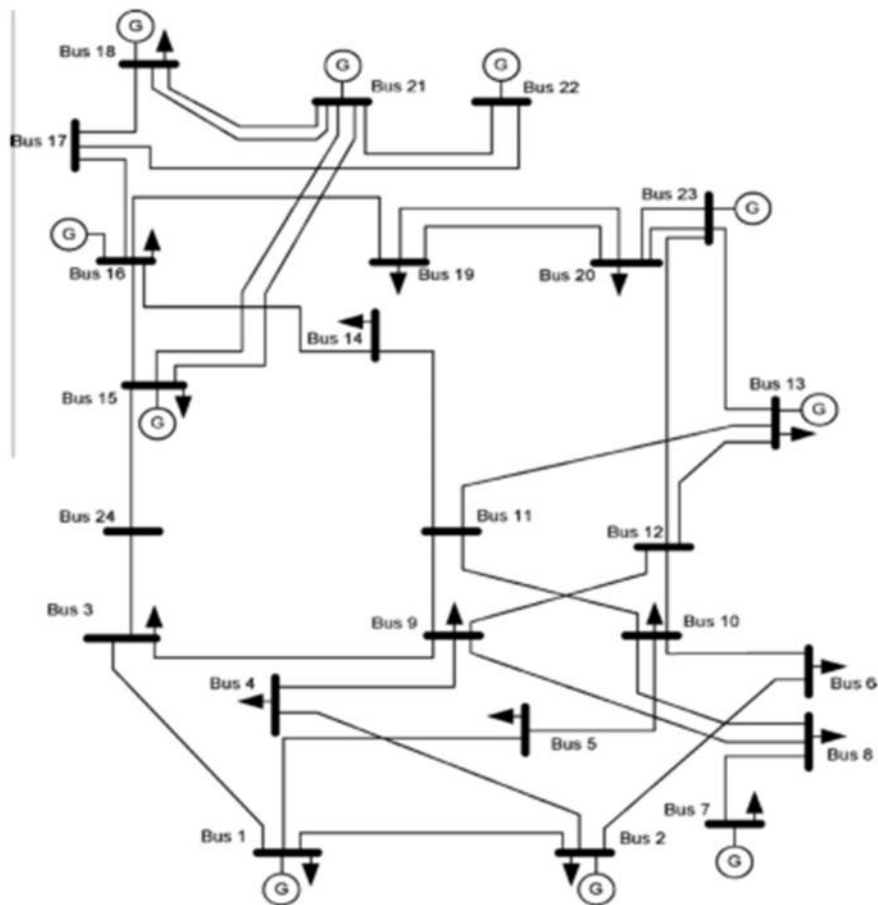 G
Bus 18
G
Bus 21
G
Bus 22
Bus 17
Bus 23
G
G
Bus 16
Bus 19
Bus 20
Bus 14
Bus 15
G
Bus 13
G
Bus 24
Bus 11
Bus 12
Bus 3
Bus 9
Bus 10
Bus 4
Bus 6
Bus 5
Bus 8
Bus 7
G
Bus 1
G
Bus 2
G